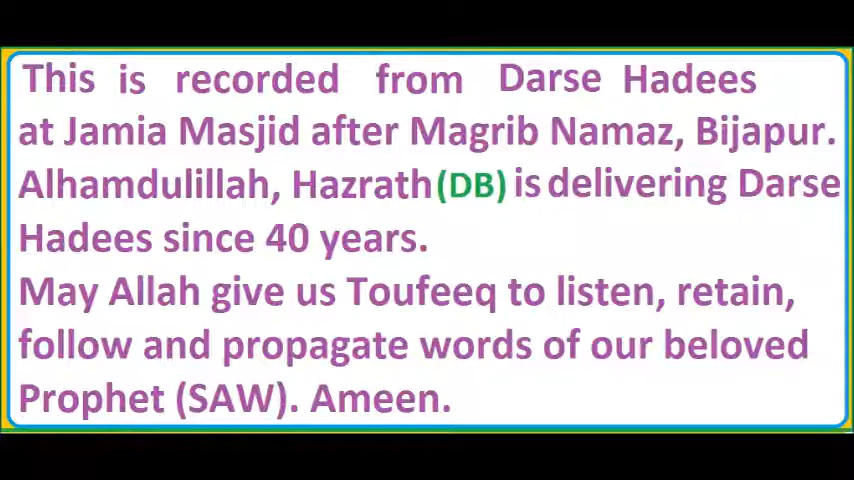 This is recorded from Darse Hadees
at Jamia Masjid after Magrib Namaz, Bijapur.
Alhamdulillah, Hazrath(DB) is delivering Darse
Hadees since 40 years.
May Allah give us Toufeeq to listen, retain,
follow and propagate words of our beloved
Prophet (SAW). Ameen.